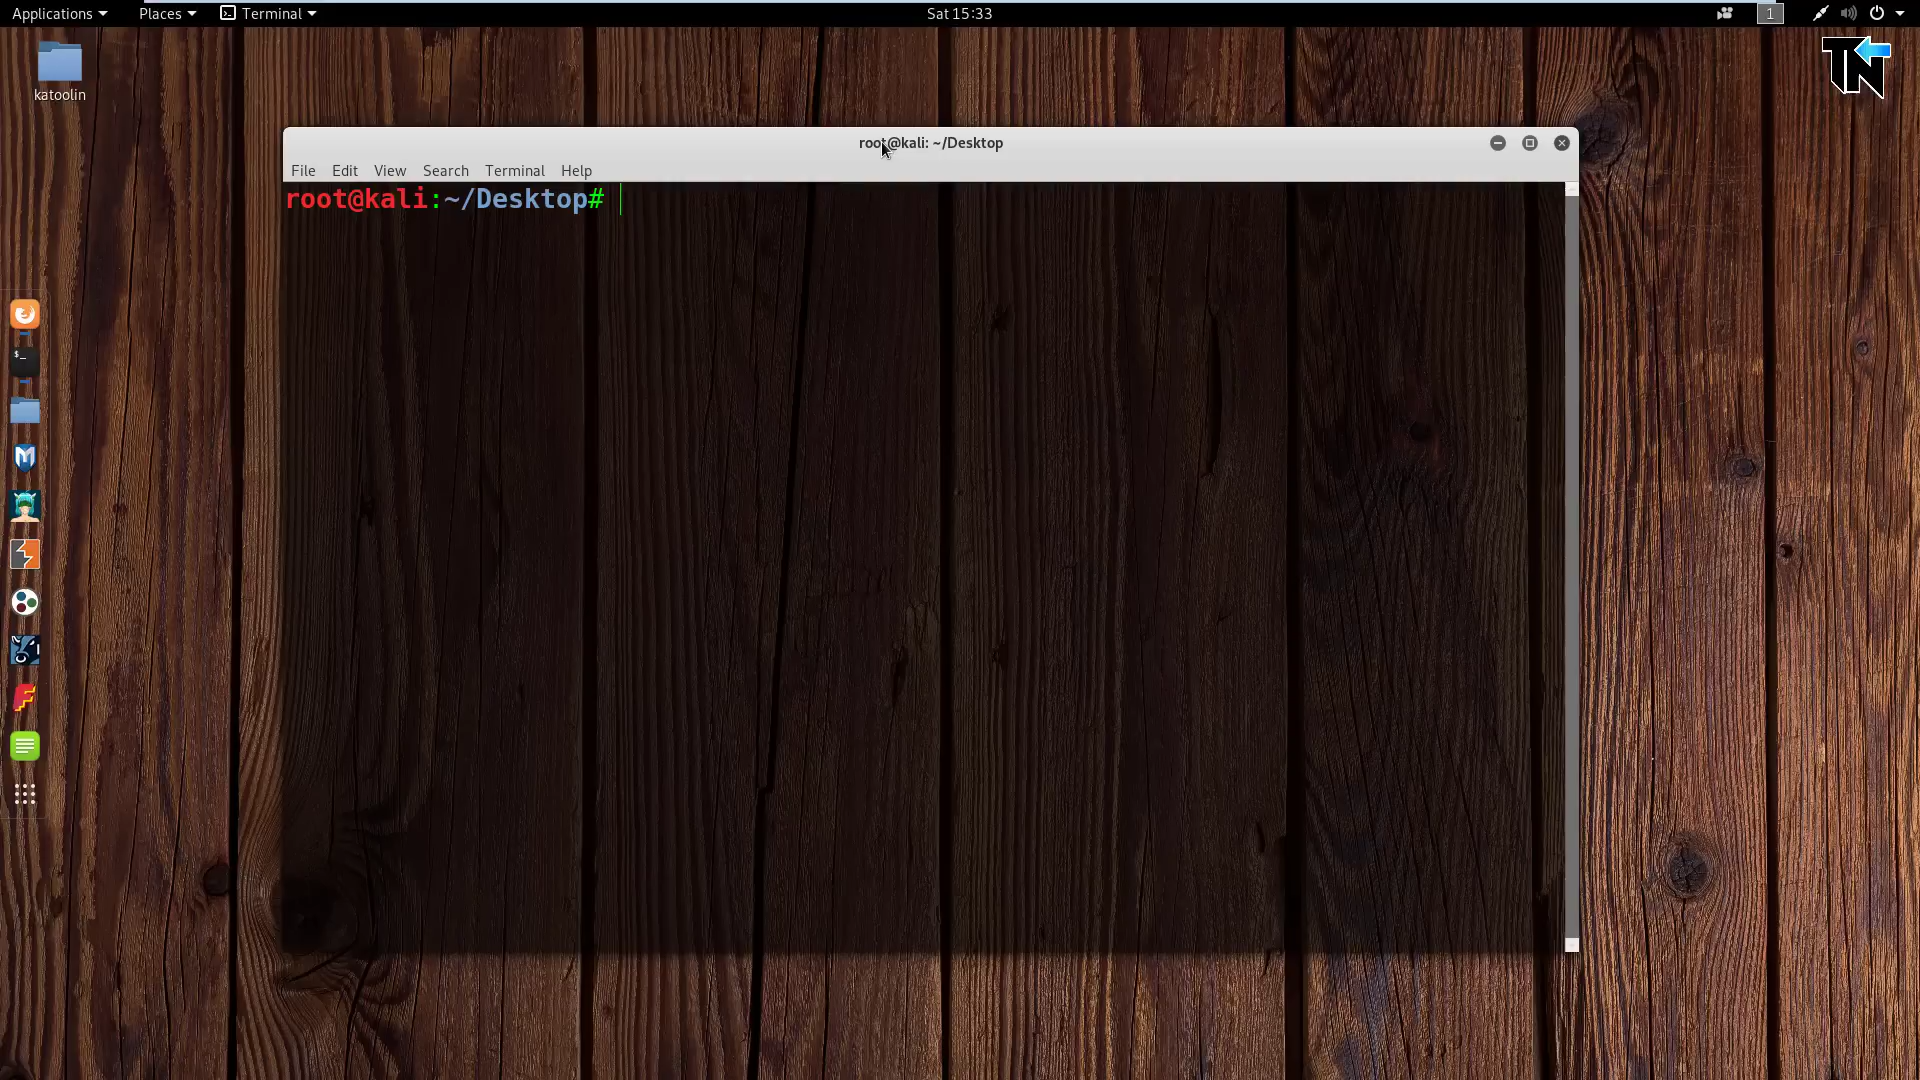 Applications Places Terminal Sat 15:33 1
katoolin
root@kali: ~/Desktop
File Edit View Search Terminal Help
root@kali:~/Desktop#
$_
TN